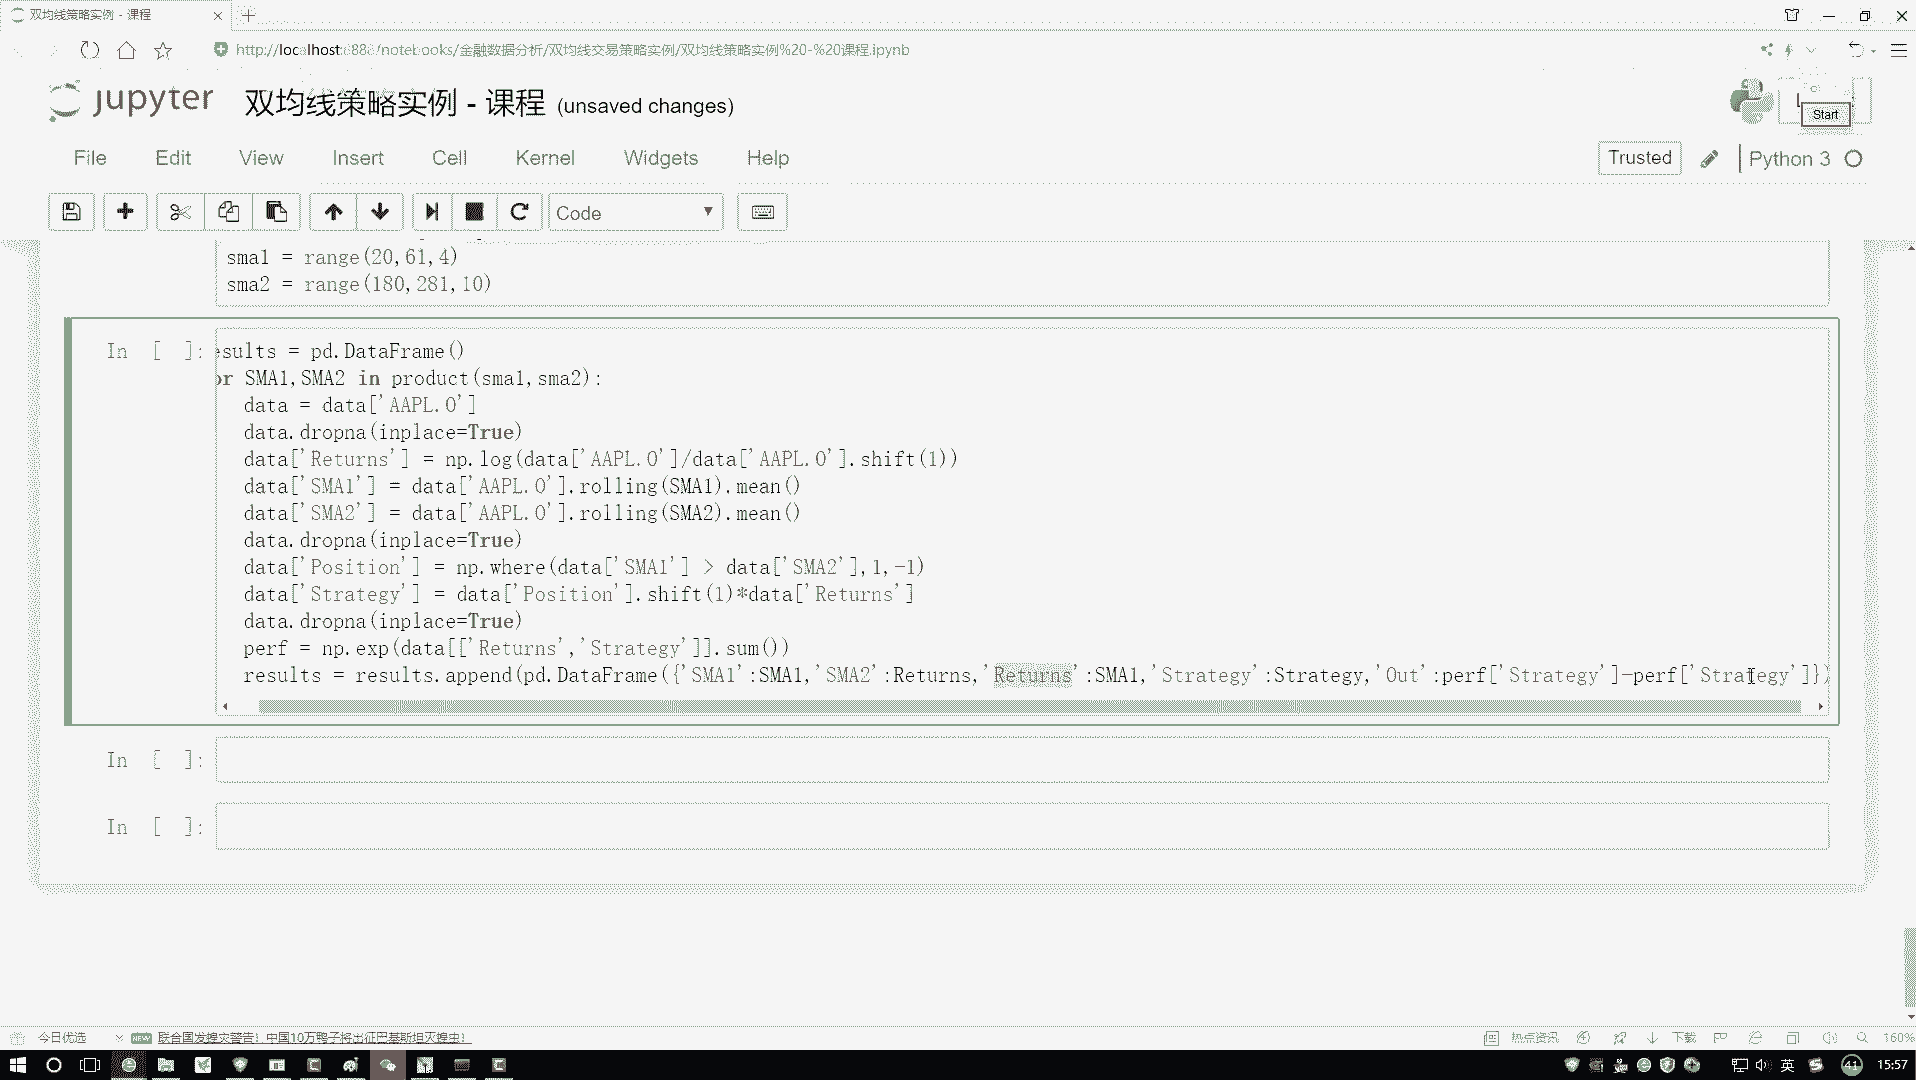 双均线策略实例 - 课程
http://localhost:888/notebooks/金融数据分析/双均线交易策略实例/双均线策略实例%20-%20课程.ipynb
jupyter 双均线策略实例 - 课程 (unsaved changes)
Start
File Edit View Insert Cell Kernel Widgets Help
Trusted Python 3
Code
sma1 = range(20,61,4)
sma2 = range(180,281,10)
In [ ]: esults = pd.DataFrame()
or SMA1,SMA2 in product(sma1,sma2):
data = data['AAPL.O']
data.dropna(inplace=True)
data['Returns'] = np.log(data['AAPL.O']/data['AAPL.O'].shift(1))
data['SMA1'] = data['AAPL.O'].rolling(SMA1).mean()
data['SMA2'] = data['AAPL.O'].rolling(SMA2).mean()
data.dropna(inplace=True)
data['Position'] = np.where(data['SMA1'] > data['SMA2'],1,-1)
data['Strategy'] = data['Position'].shift(1)*data['Returns']
data.dropna(inplace=True)
perf = np.exp(data[['Returns','Strategy']].sum())
results = results.append(pd.DataFrame({'SMA1':SMA1,'SMA2':Returns,'Returns':SMA1,'Strategy':Strategy,'Out':perf['Strategy']-perf['Strategy']})
In [ ]:
In [ ]:
今日优选 NEW 联合国发蝗灾警告！中国10万鸭子将出征巴基斯坦灭蝗虫！ 热点资讯 下载 160%
英 41 15:57